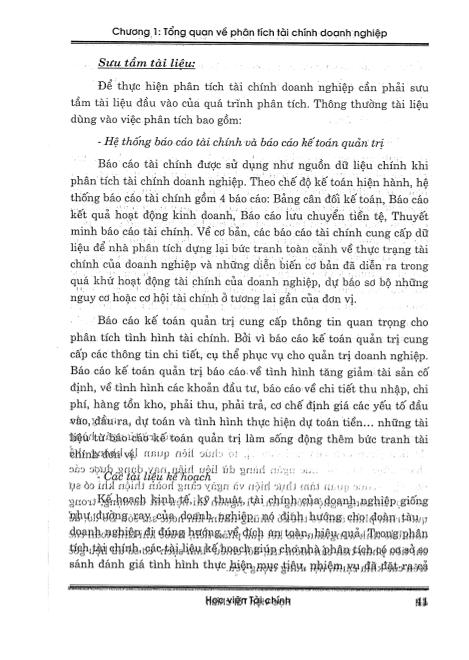 Chương 1: Tổng quan về phân tích tài chính doanh nghiệp
Sưu tầm tài liệu:
Để thực hiện phân tích tài chính doanh nghiệp cần phải sưu
tầm tài liệu đầu vào của quá trình phân tích. Thông thường tài liệu
dùng vào việc phân tích bao gồm:
- Hệ thống báo cáo tài chính và báo cáo kế toán quản trị
Báo cáo tài chính được sử dụng như nguồn dữ liệu chính khi
phân tích tài chính doanh nghiệp. Theo chế độ kế toán hiện hành, hệ
thống báo cáo tài chính gồm 4 báo cáo: Bảng cân đối kế toán, Báo cáo
kết quả hoạt động kinh doanh, Báo cáo lưu chuyển tiền tệ, Thuyết
minh báo cáo tài chính. Về cơ bản, các báo cáo tài chính cung cấp dữ
liệu để nhà phân tích dựng lại bức tranh toàn cảnh về thực trạng tài
chính của doanh nghiệp và những diễn biến cơ bản đã diễn ra trong
quá khứ hoạt động tài chính của doanh nghiệp, dự báo sơ bộ những
nguy cơ hoặc cơ hội tài chính ở tương lai gần của đơn vị.
Báo cáo kế toán quản trị cung cấp thông tin quan trọng cho
phân tích tình hình tài chính. Bởi vì báo cáo kế toán quản trị cung
cấp các thông tin chi tiết, cụ thể phục vụ cho quản trị doanh nghiệp.
Báo cáo kế toán quản trị báo cáo về tình hình tăng giảm tài sản cố
định, về tình hình các khoản đầu tư, báo cáo về chi tiết thu nhập, chi
phí, hàng tồn kho, phải thu, phải trả, cơ chế định giá các yếu tố đầu
vào, đầu ra, dự toán và tình hình thực hiện dự toán tiền... những tài
liệu từ báo cáo kế toán quản trị làm sống động thêm bức tranh tài
chính đơn vị.
- Các tài liệu kế hoạch
Kế hoạch kinh tế, kỹ thuật, tài chính của doanh nghiệp giống
như đường ray của doanh nghiệp, nó định hướng cho đoàn tàu
doanh nghiệp đi đúng hướng, về đích an toàn, hiệu quả. Trong phân
tích tài chính, các tài liệu kế hoạch giúp cho nhà phân tích có cơ sở so
sánh đánh giá tình hình thực hiện mục tiêu nhiệm vụ đã đặt ra cả
Học viện Tài chính